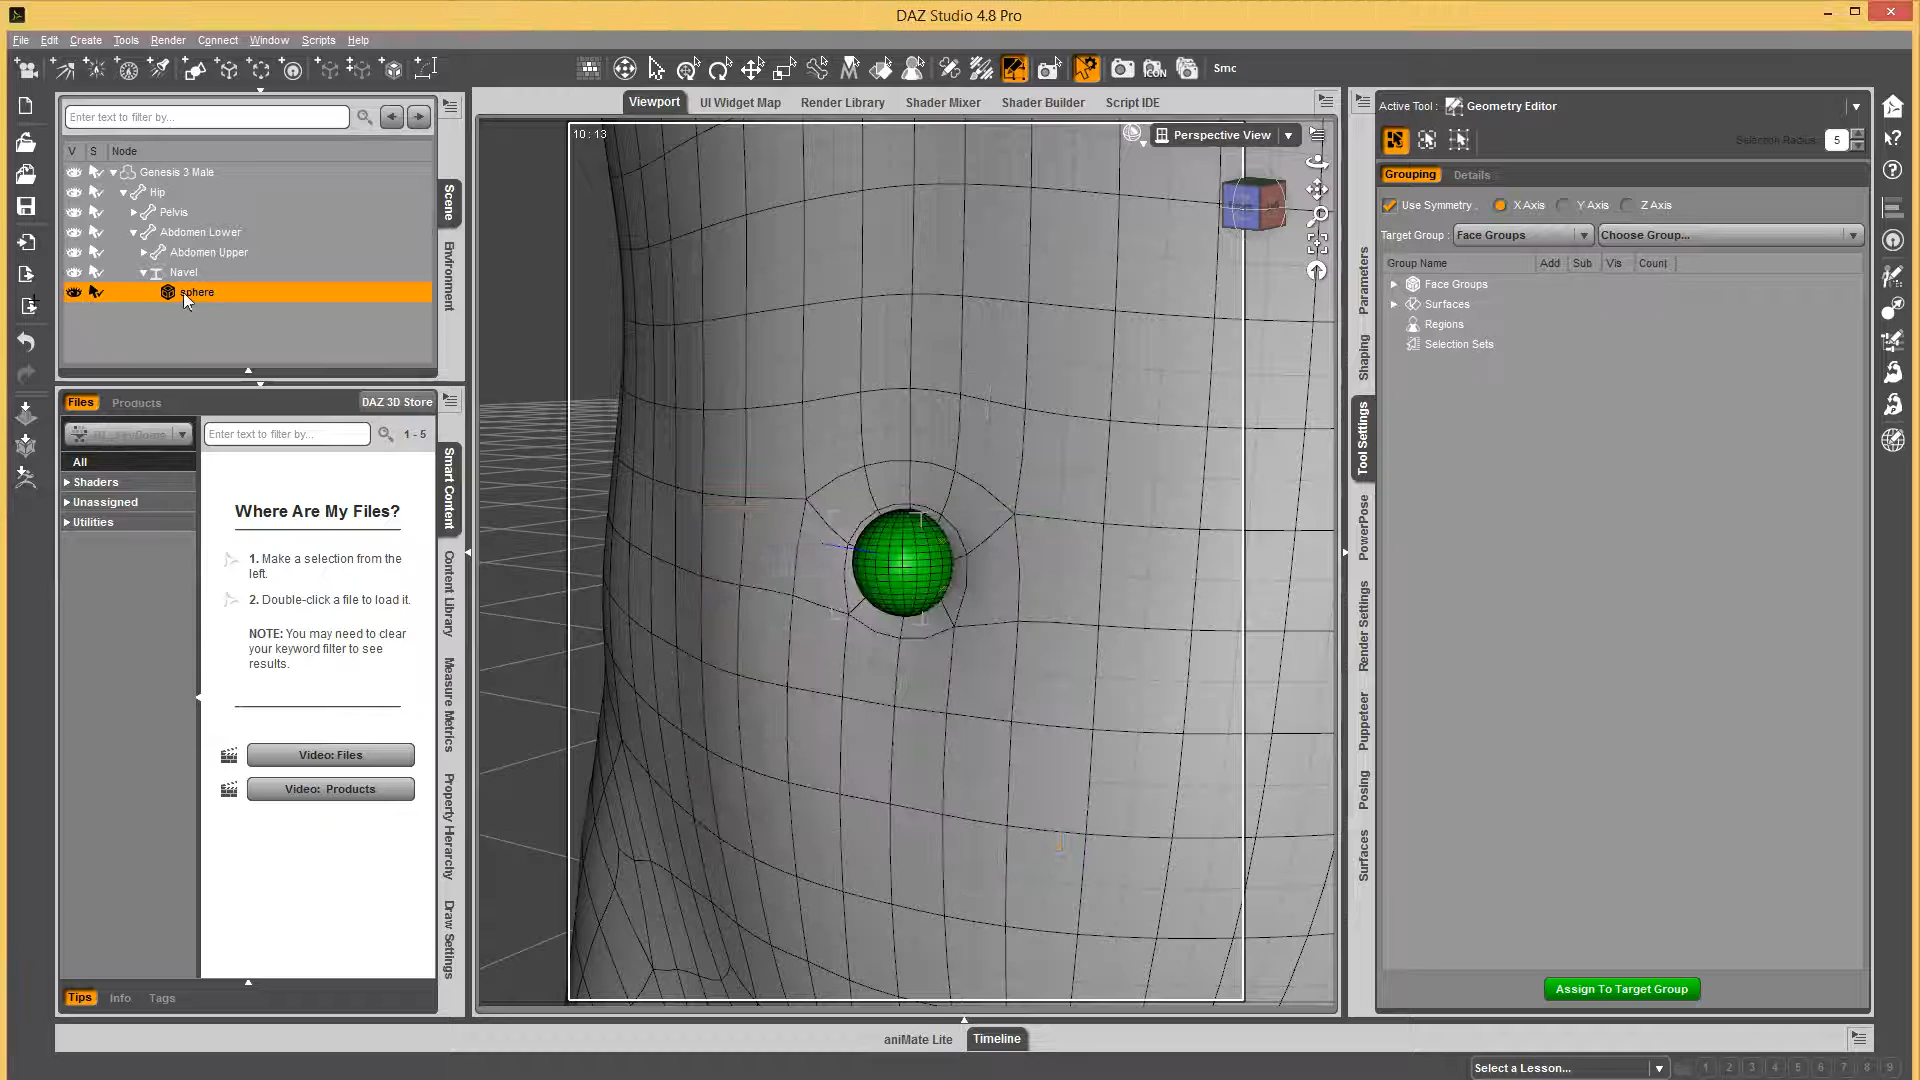 DAZ Studio 4.8 Pro
File Edit Create Tools Render Connect Window Scripts Help
ICON
Smc
Enter text to filter by...
V S Node
Genesis 3 Male
Hip
Pelvis
Abdomen Lower
Abdomen Upper
Navel
sphere
Scene
Environment
Files Products DAZ 3D Store
Enter text to filter by... 1 - 5
All
Shaders
Unassigned
Utilities
Where Are My Files?
1. Make a selection from the
left.
2. Double-click a file to load it.
NOTE: You may need to clear
your keyword filter to see
results.
Video: Files
Video: Products
Smart Content
Content Library
Measure Metrics
Property Hierarchy
Draw Settings
Tips Info Tags
Viewport UI Widget Map Render Library Shader Mixer Shader Builder Script IDE
10 : 13
Perspective View
aniMate Lite Timeline
Parameters
Shaping
Tool Settings
PowerPose
Render Settings
Puppeteer
Posing
Surfaces
Active Tool : Geometry Editor
Selection Radius: 5
Grouping Details
Use Symmetry X Axis Y Axis Z Axis
Target Group : Face Groups Choose Group...
Group Name Add Sub Vis Count
Face Groups
Surfaces
Regions
Selection Sets
Assign To Target Group
Select a Lesson...
1 2 3 4 5 6 7 8 9